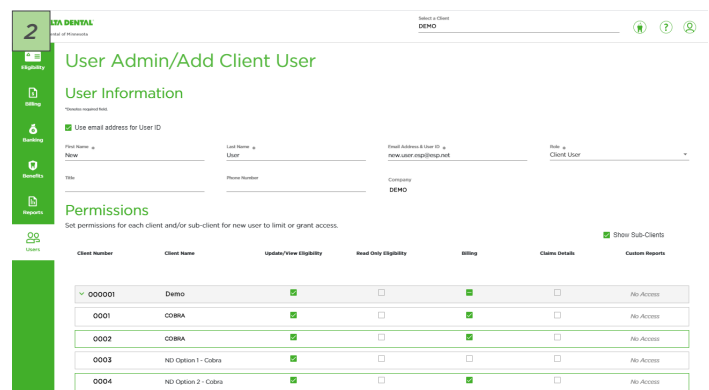 2
LTA DENTAL
ntal of Minnesota
Select a Client
DEMO
?
Eligibility
Billing
Banking
Benefits
Reports
Users
User Admin/Add Client User
User Information
*Denotes required field.
Use email address for User ID
First Name *
Last Name *
Email Address & User ID *
Role *
New
User
new.user.esp@esp.net
Client User
Title
Phone Number
Company
DEMO
Permissions
Set permissions for each client and/or sub-client for new user to limit or grant access.
Show Sub-Clients
Client Number Client Name Update/View Eligibility Read Only Eligibility Billing Claims Details Custom Reports
000001 Demo No Access
0001 COBRA No Access
0002 COBRA No Access
0003 ND Option 1 - Cobra No Access
0004 ND Option 2 - Cobra No Access